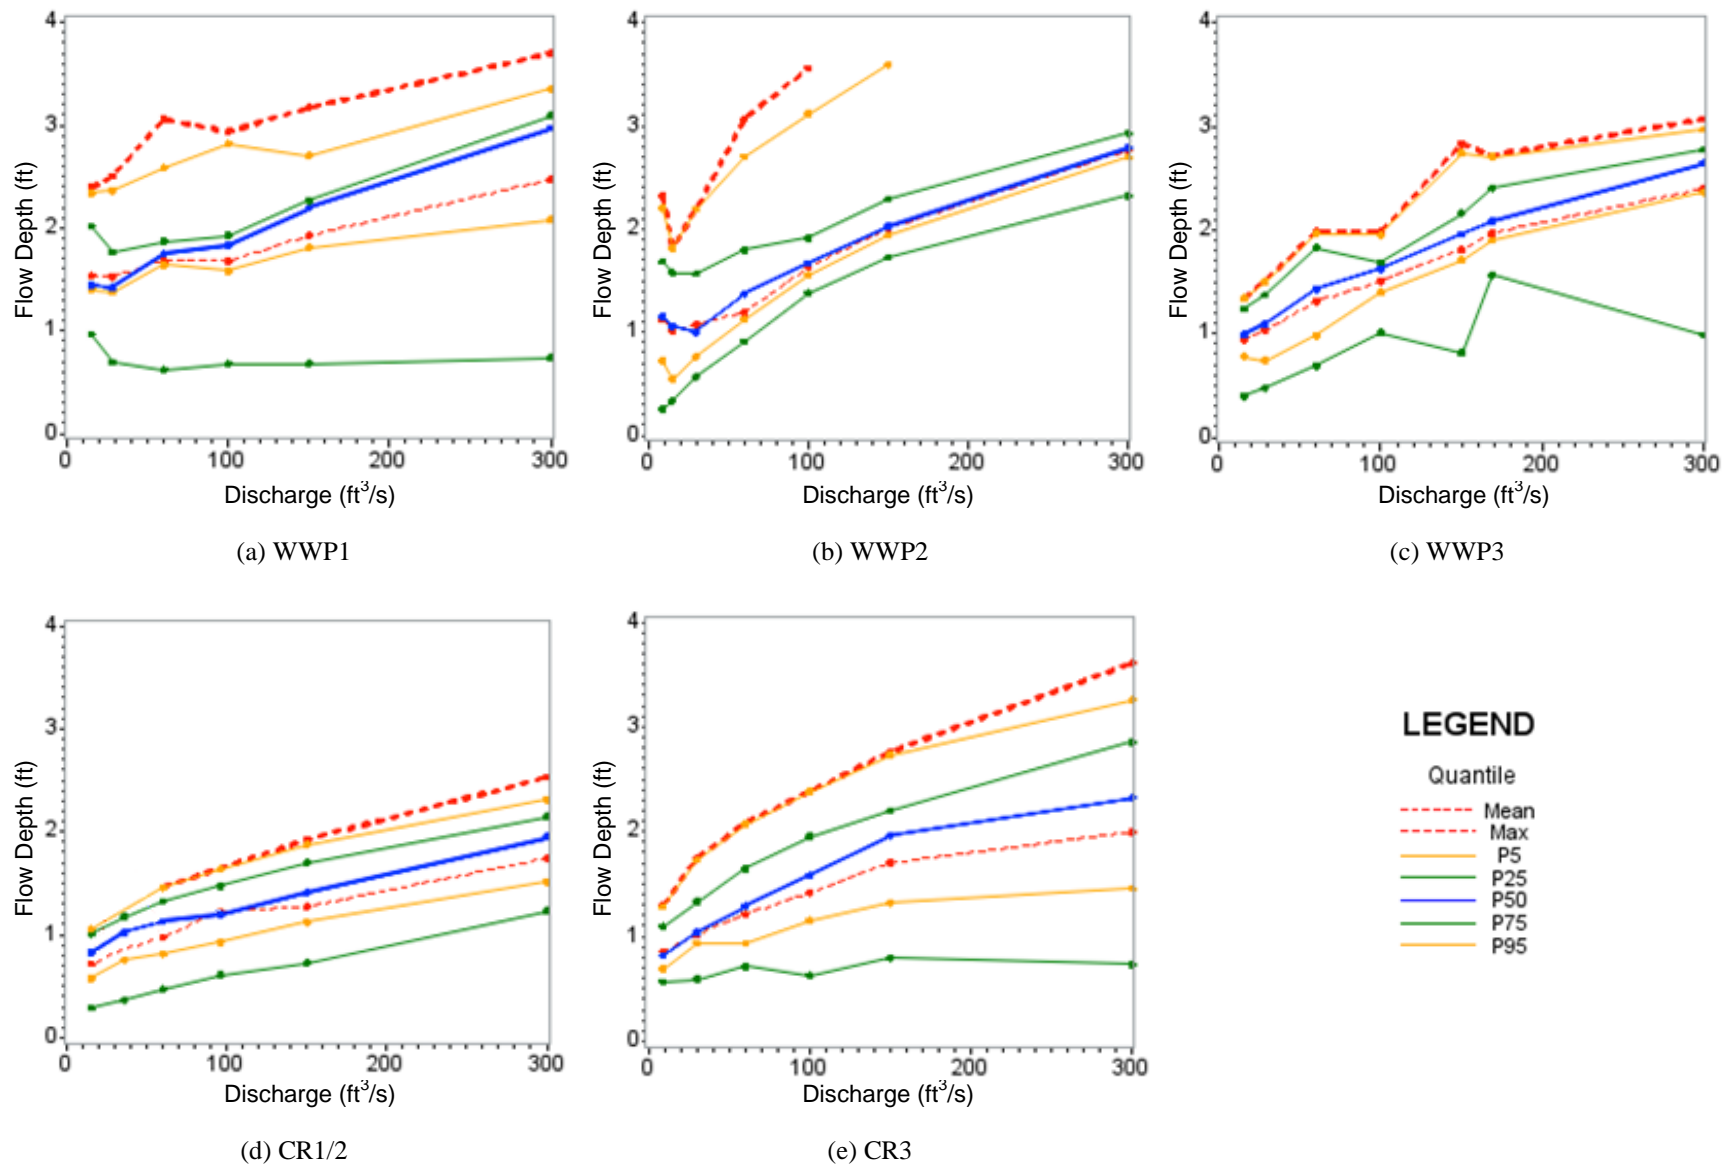 4
3
2
1
0
0
100
200
300
Flow Depth (ft)
Discharge (ft³/s)
(a) WWP1
4
3
2
1
0
0
100
200
300
Flow Depth (ft)
Discharge (ft³/s)
(b) WWP2
4
3
2
1
0
0
100
200
300
Flow Depth (ft)
Discharge (ft³/s)
(c) WWP3
4
3
2
1
0
0
100
200
300
Flow Depth (ft)
Discharge (ft³/s)
(d) CR1/2
4
3
2
1
0
0
100
200
300
Flow Depth (ft)
Discharge (ft³/s)
(e) CR3
LEGEND
Quantile
Mean
Max
P5
P25
P50
P75
P95